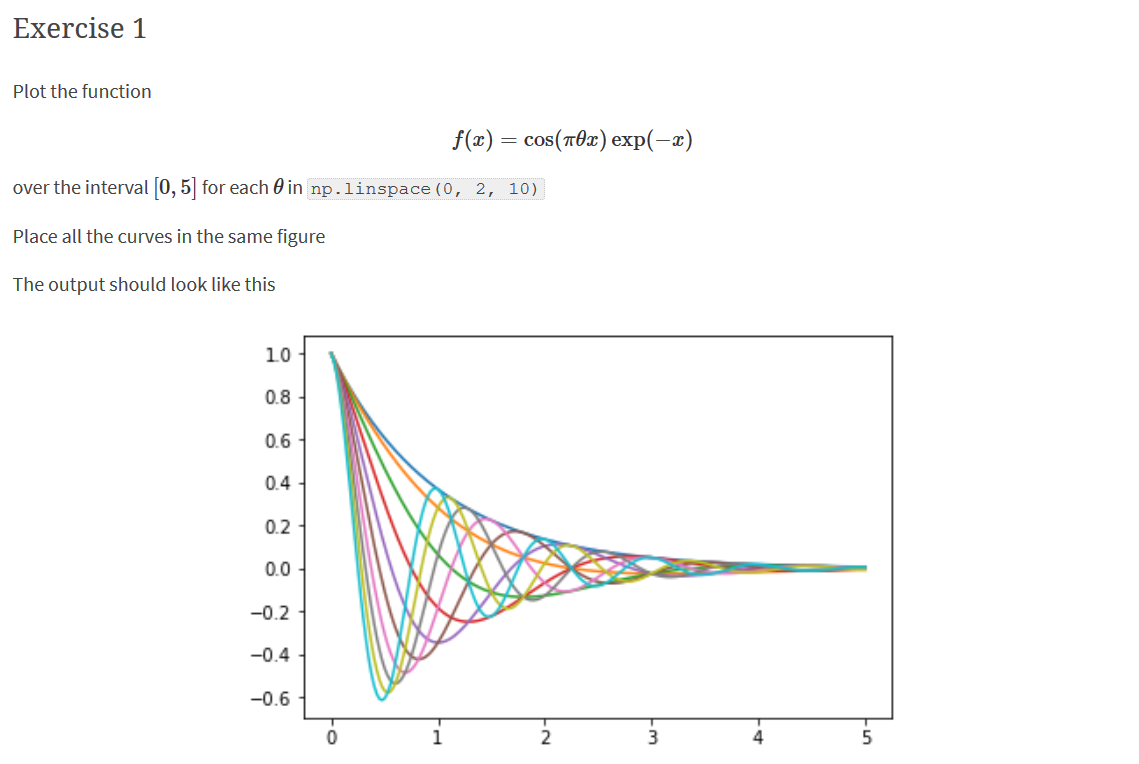 Exercise 1
Plot the function
f(x) = cos(πθx) exp(−x)
over the interval [0, 5] for each θ in np.linspace(0, 2, 10)
Place all the curves in the same figure
The output should look like this
1.0
0.8
0.6
0.4
0.2
0.0
−0.2
−0.4
−0.6
0 1 2 3 4 5